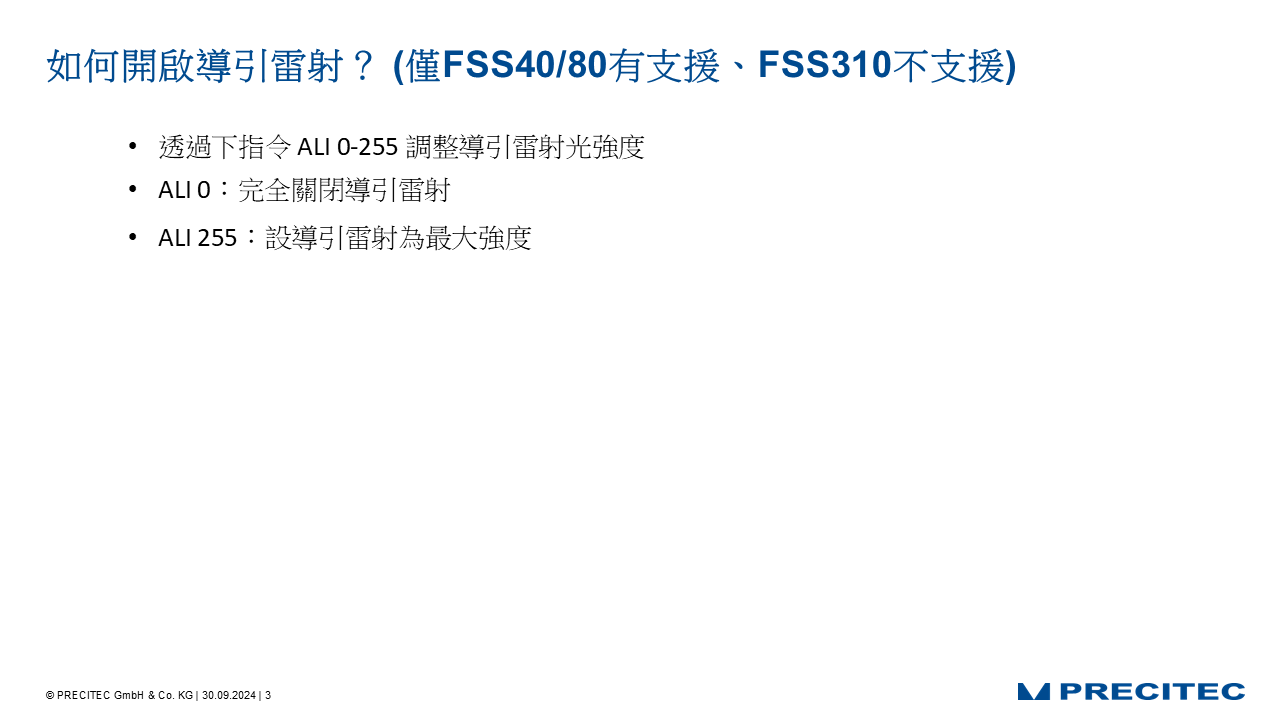 如何開啟導引雷射？ (僅FSS40/80有支援、FSS310不支援)
• 透過下指令 ALI 0-255 調整導引雷射光強度
• ALI 0：完全關閉導引雷射
• ALI 255：設導引雷射為最大強度
© PRECITEC GmbH & Co. KG | 30.09.2024 | 3
PRECITEC